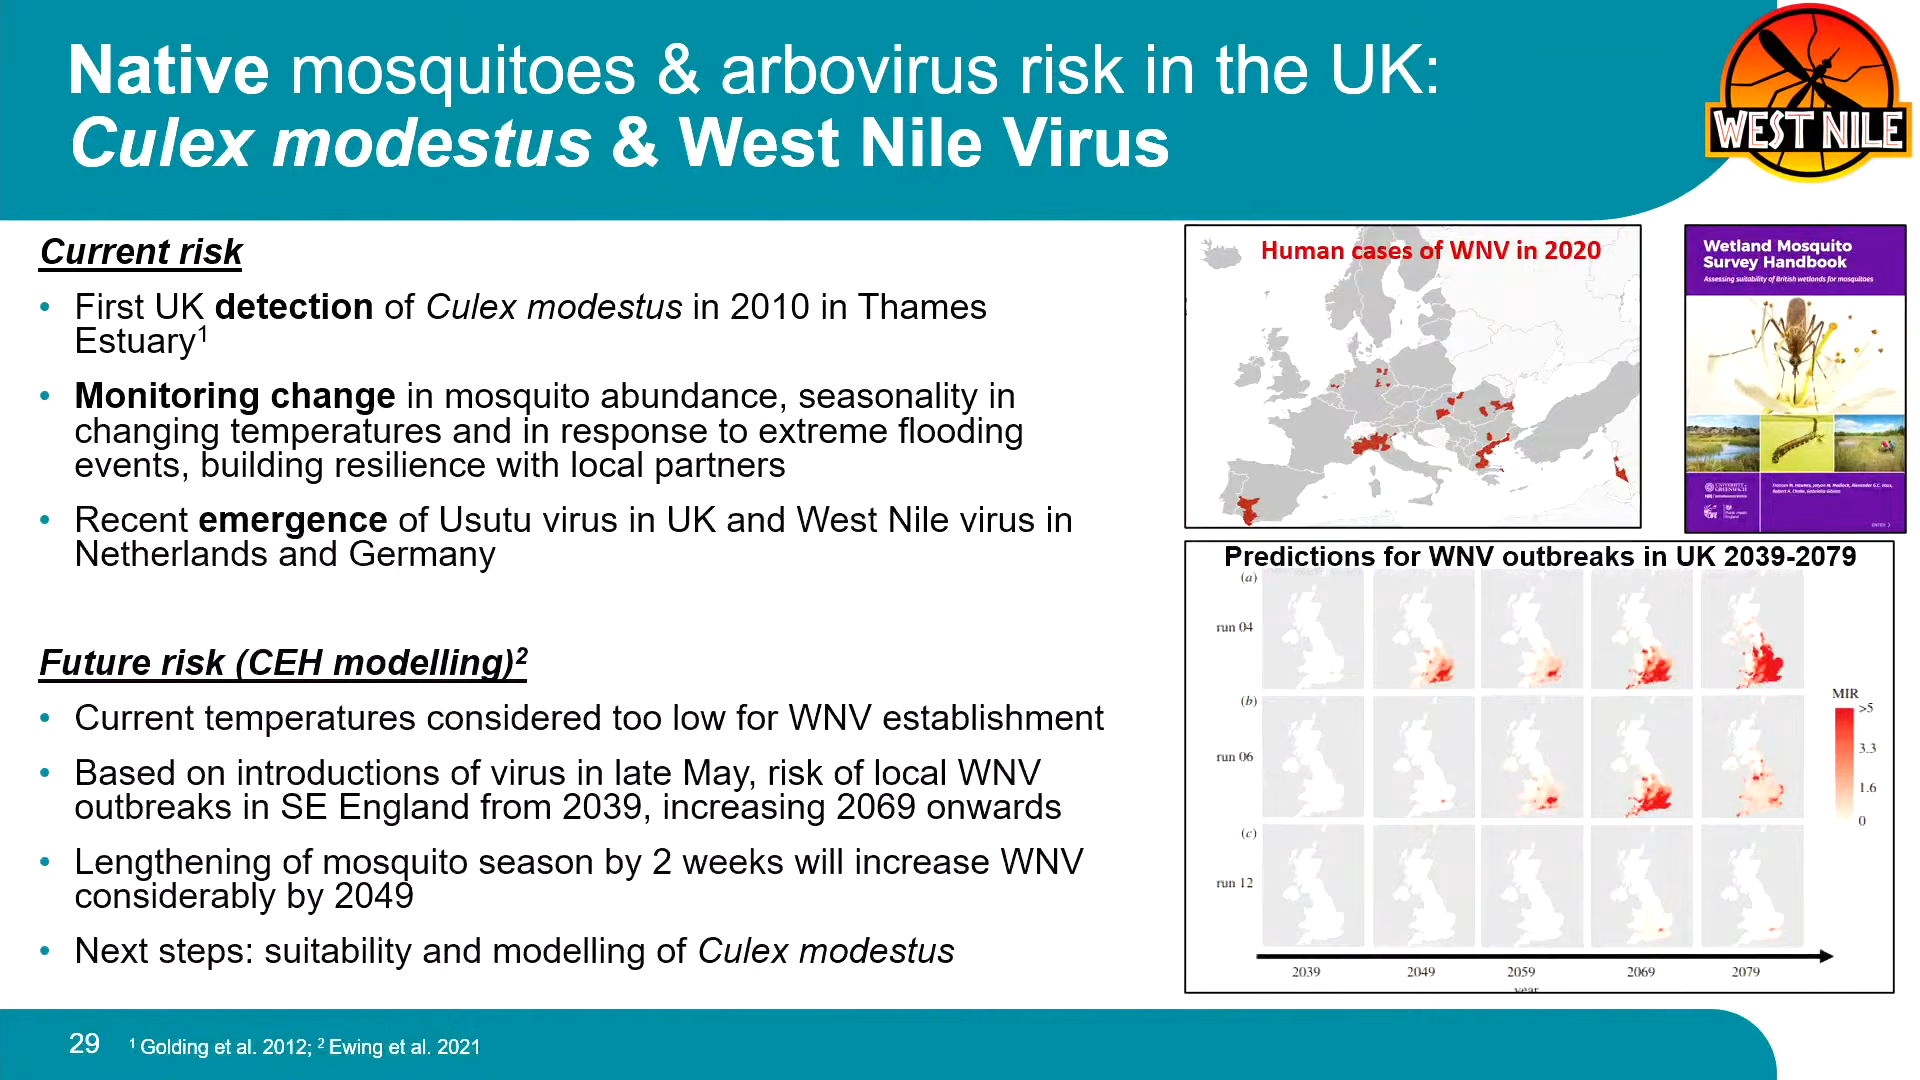 Native mosquitoes & arbovirus risk in the UK:
Culex modestus & West Nile Virus
WEST NILE
Current risk
• First UK detection of Culex modestus in 2010 in Thames
Estuary1
• Monitoring change in mosquito abundance, seasonality in
changing temperatures and in response to extreme flooding
events, building resilience with local partners
• Recent emergence of Usutu virus in UK and West Nile virus in
Netherlands and Germany
Future risk (CEH modelling)2
• Current temperatures considered too low for WNV establishment
• Based on introductions of virus in late May, risk of local WNV
outbreaks in SE England from 2039, increasing 2069 onwards
• Lengthening of mosquito season by 2 weeks will increase WNV
considerably by 2049
• Next steps: suitability and modelling of Culex modestus
Human cases of WNV in 2020
Wetland Mosquito
Survey Handbook
Assessing suitability of British wetlands for mosquitoes
UNIVERSITY of
GREENWICH
Public Health
England
Predictions for WNV outbreaks in UK 2039-2079
(a)
run 04
(b)
run 06
(c)
run 12
MIR
>5
3.3
1.6
0
2039 2049 2059 2069 2079
year
29
1 Golding et al. 2012; 2 Ewing et al. 2021